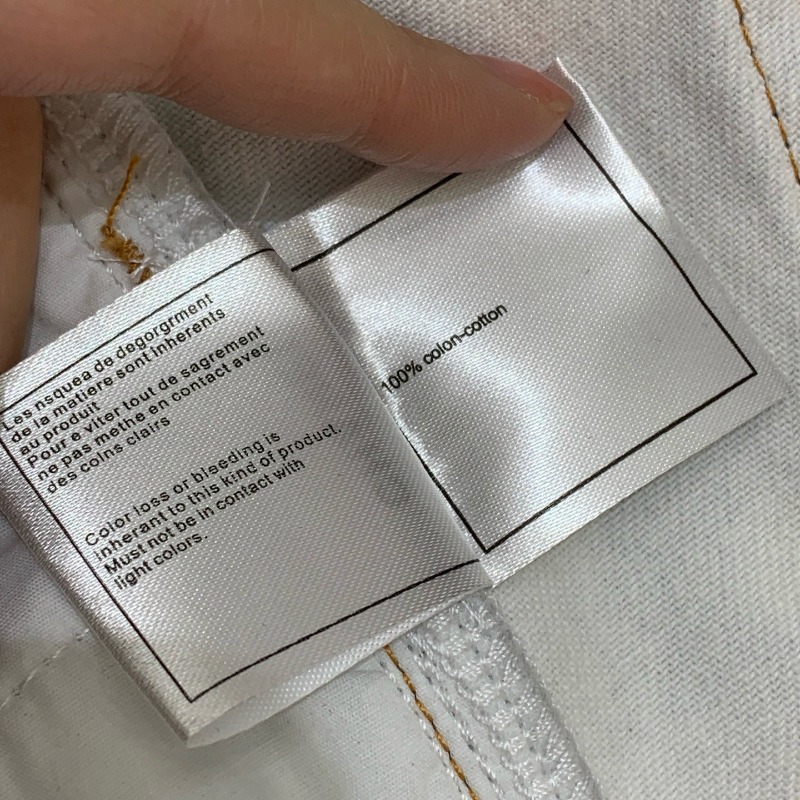 Les nsquea de degorgrment
de la matiere sont Inherents
au produit
Pour e viter tout de sagrement
ne pas methe en contact avec
des coins clairs
Color loss or bleeding is
inherant to this kind of product.
Must not be in contact with
light colors.
100% colon-cotton